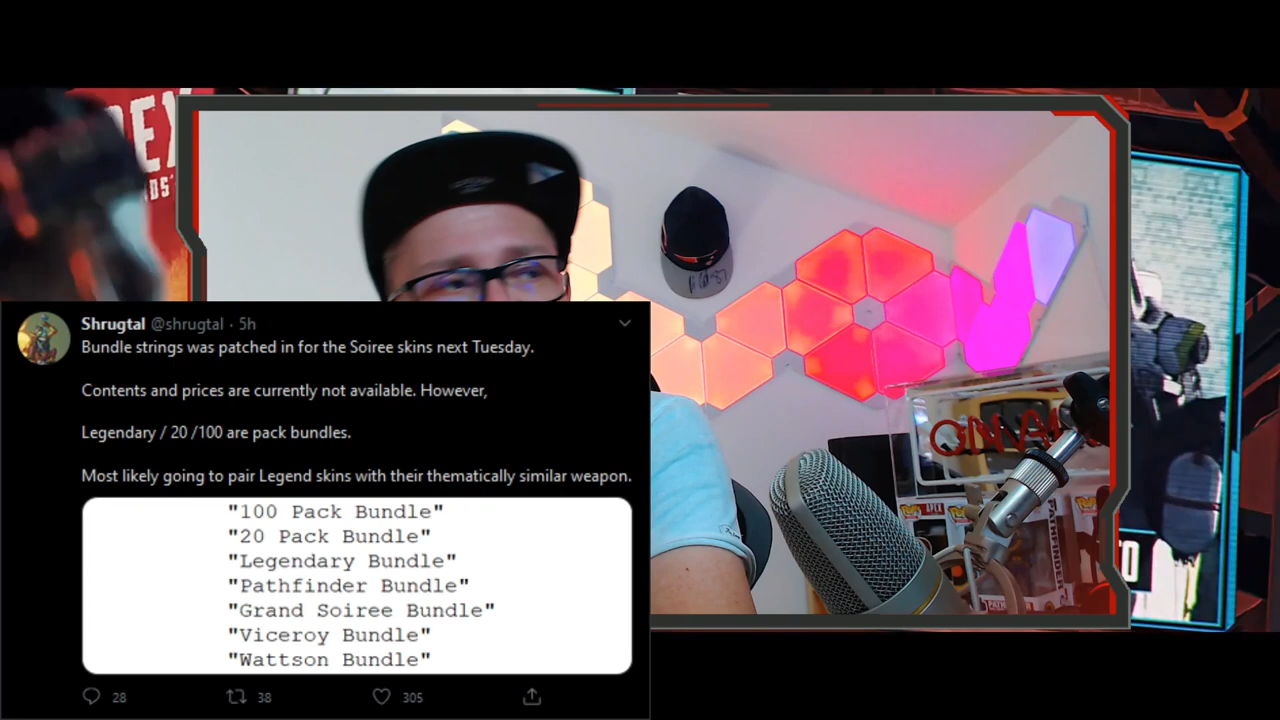 Shrugtal @shrugtal · 5h
Bundle strings was patched in for the Soiree skins next Tuesday.
Contents and prices are currently not available. However,
Legendary / 20 /100 are pack bundles.
Most likely going to pair Legend skins with their thematically similar weapon.
"100 Pack Bundle"
"20 Pack Bundle"
"Legendary Bundle"
"Pathfinder Bundle"
"Grand Soiree Bundle"
"Viceroy Bundle"
"Wattson Bundle"
28 38 305
PATHFINDER